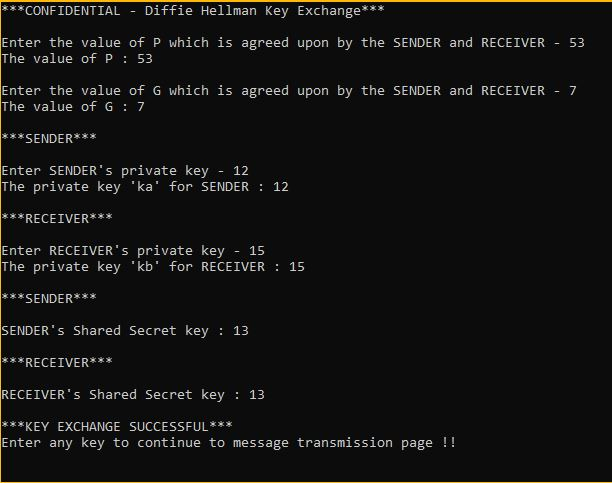 ***CONFIDENTIAL - Diffie Hellman Key Exchange***
Enter the value of P which is agreed upon by the SENDER and RECEIVER - 53
The value of P : 53
Enter the value of G which is agreed upon by the SENDER and RECEIVER - 7
The value of G : 7
***SENDER***
Enter SENDER's private key - 12
The private key 'ka' for SENDER : 12
***RECEIVER***
Enter RECEIVER's private key - 15
The private key 'kb' for RECEIVER : 15
***SENDER***
SENDER's Shared Secret key : 13
***RECEIVER***
RECEIVER's Shared Secret key : 13
***KEY EXCHANGE SUCCESSFUL***
Enter any key to continue to message transmission page !!